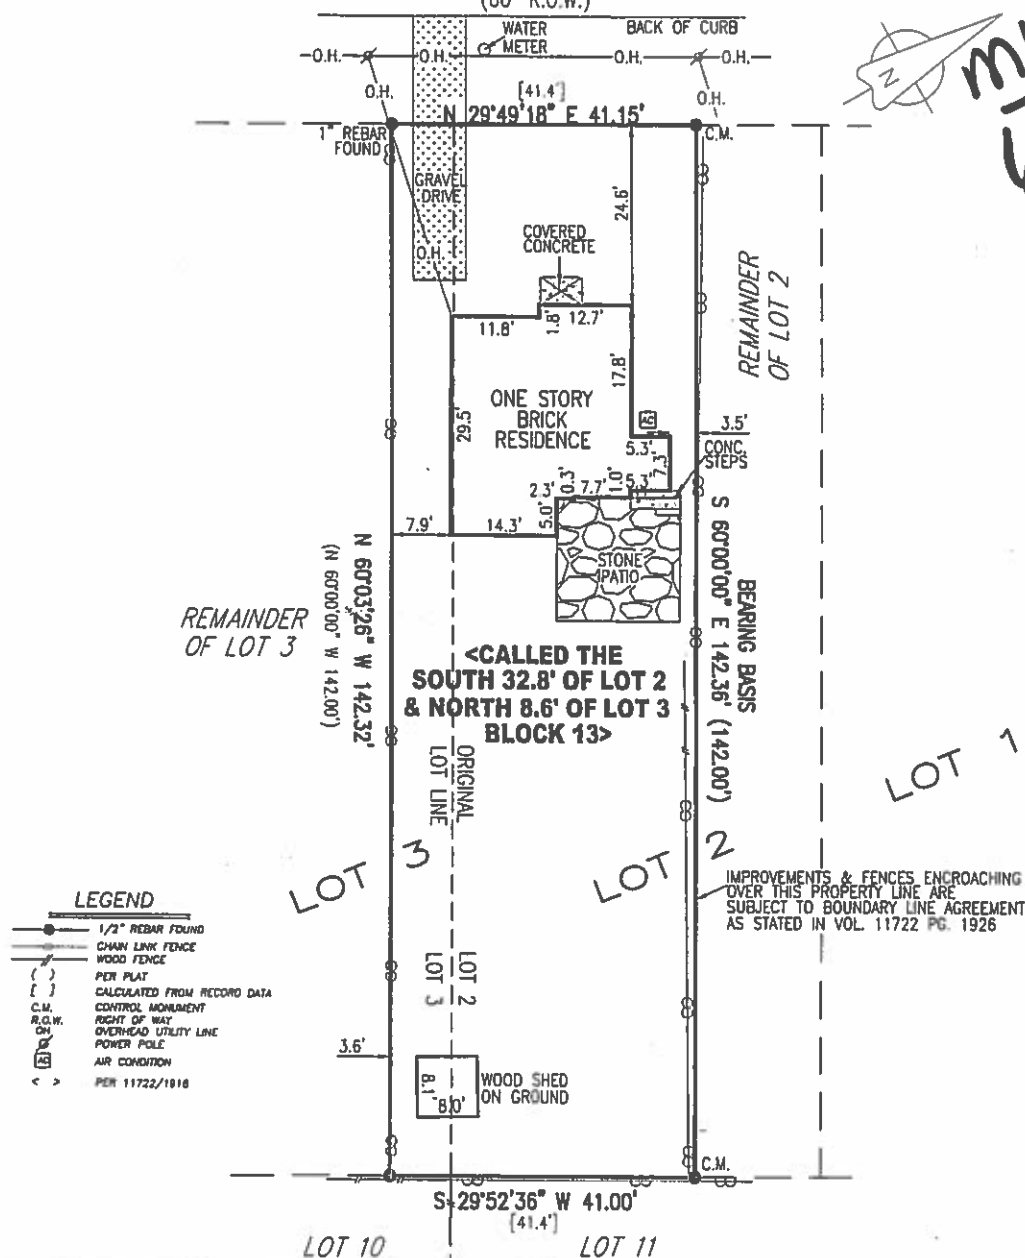 (60' R.O.W.)
WATER
METER
BACK OF CURB
O.H.
O.H.
O.H.
O.H.
O.H.
O.H.
N
[41.4']
N 29°49'18" E 41.15'
1" REBAR
FOUND
C.M.
GRAVEL
DRIVE
O.H.
24.6'
COVERED
CONCRETE
REMAINDER
OF LOT 2
11.8'
1.8'
12.7'
17.8'
29.5'
ONE STORY
BRICK
RESIDENCE
AC
3.5'
5.3'
7.3'
CONC.
STEPS
2.3'
0.3'
7.7'
1.0'
5.3'
5.0'
7.9'
14.3'
STONE
PATIO
N 60°03'26" W 142.32'
(N 60°00'00" W 142.00')
REMAINDER
OF LOT 3
BEARING BASIS
S 60°00'00" E 142.36' (142.00')
<CALLED THE
SOUTH 32.8' OF LOT 2
& NORTH 8.6' OF LOT 3
BLOCK 13>
ORIGINAL
LOT LINE
LOT 1
LOT 3
LOT 2
IMPROVEMENTS & FENCES ENCROACHING
OVER THIS PROPERTY LINE ARE
SUBJECT TO BOUNDARY LINE AGREEMENT
AS STATED IN VOL. 11722 PG. 1926
LEGEND
1/2" REBAR FOUND
CHAIN LINK FENCE
WOOD FENCE
( ) PER PLAT
[ ] CALCULATED FROM RECORD DATA
C.M. CONTROL MONUMENT
R.O.W. RIGHT OF WAY
OH OVERHEAD UTILITY LINE
POWER POLE
AC AIR CONDITION
< > PER 11722/1916
LOT 2
LOT 3
3.6'
8.1'
8.0'
WOOD SHED
ON GROUND
C.M.
S 29°52'36" W 41.00'
[41.4']
LOT 10
LOT 11